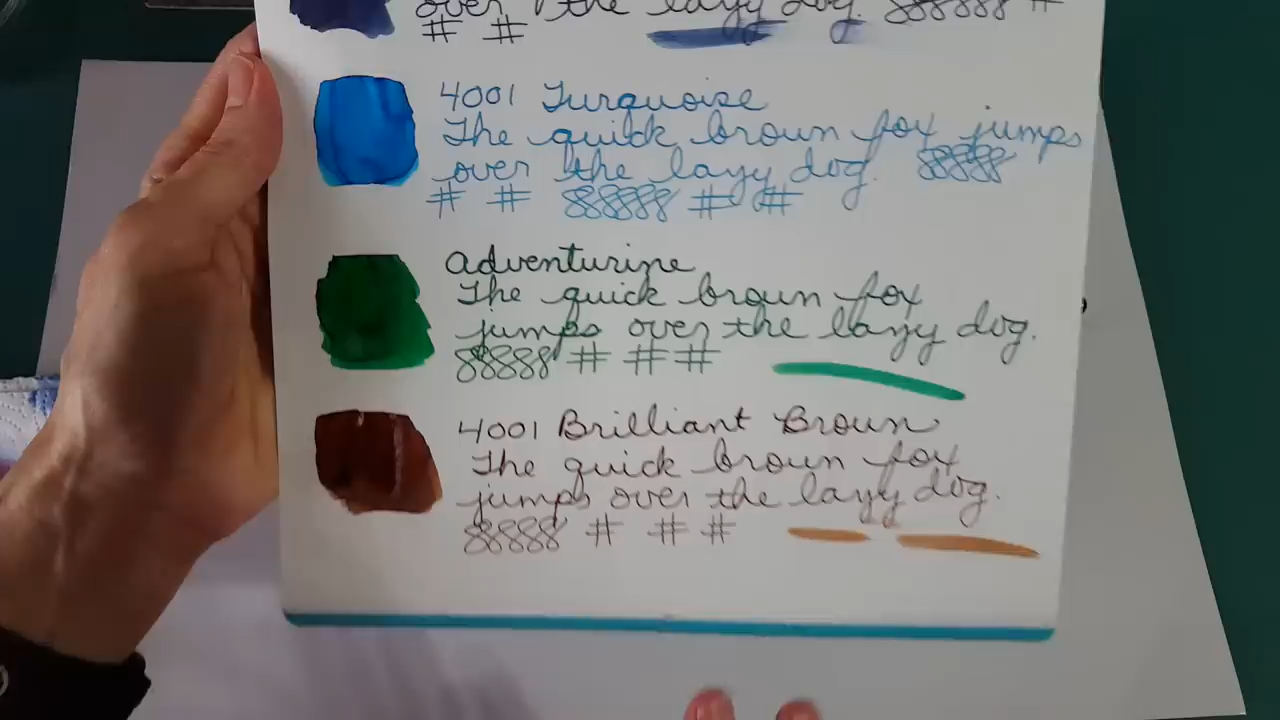 over the lazy dog. 888888 #
# #
4001 Turquoise
The quick brown fox jumps
over the lazy dog. 8888
# # 88888 # #
Adventurine
The quick brown fox
jumps over the lazy dog.
88888 # # #
4001 Brilliant Brown
The quick brown fox
jumps over the lazy dog.
88888 # # #